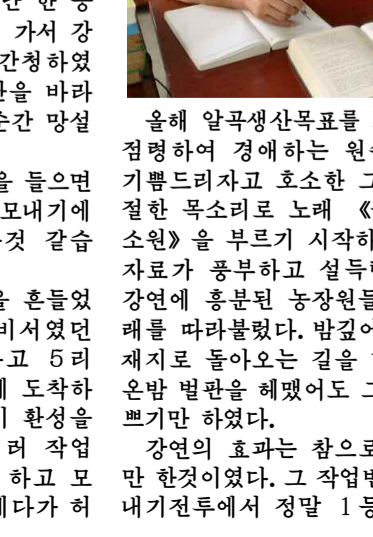 간 한 농
가서 강
간청하였
판을 바라
순간 망설
을 들으면
모내기에
것 같습
을 흔들었
비서였던
고 5리
에 도착하
이 환성을
러 작업
하고 모
데다가 허
올해 알곡생산목표를
점령하여 경애하는 원수
기쁨드리자고 호소한 그
절한 목소리로 노래 《
소원》을 부르기 시작하
자료가 풍부하고 설득
강연에 흥분된 농장원들
래를 따라불렀다. 밤깊어
재지로 돌아오는 길을
온밤 벌판을 헤맸어도 그
쁘기만 하였다.
강연의 효과는 참으로
만 한것이였다. 그 작업반
내기전투에서 정말 1등